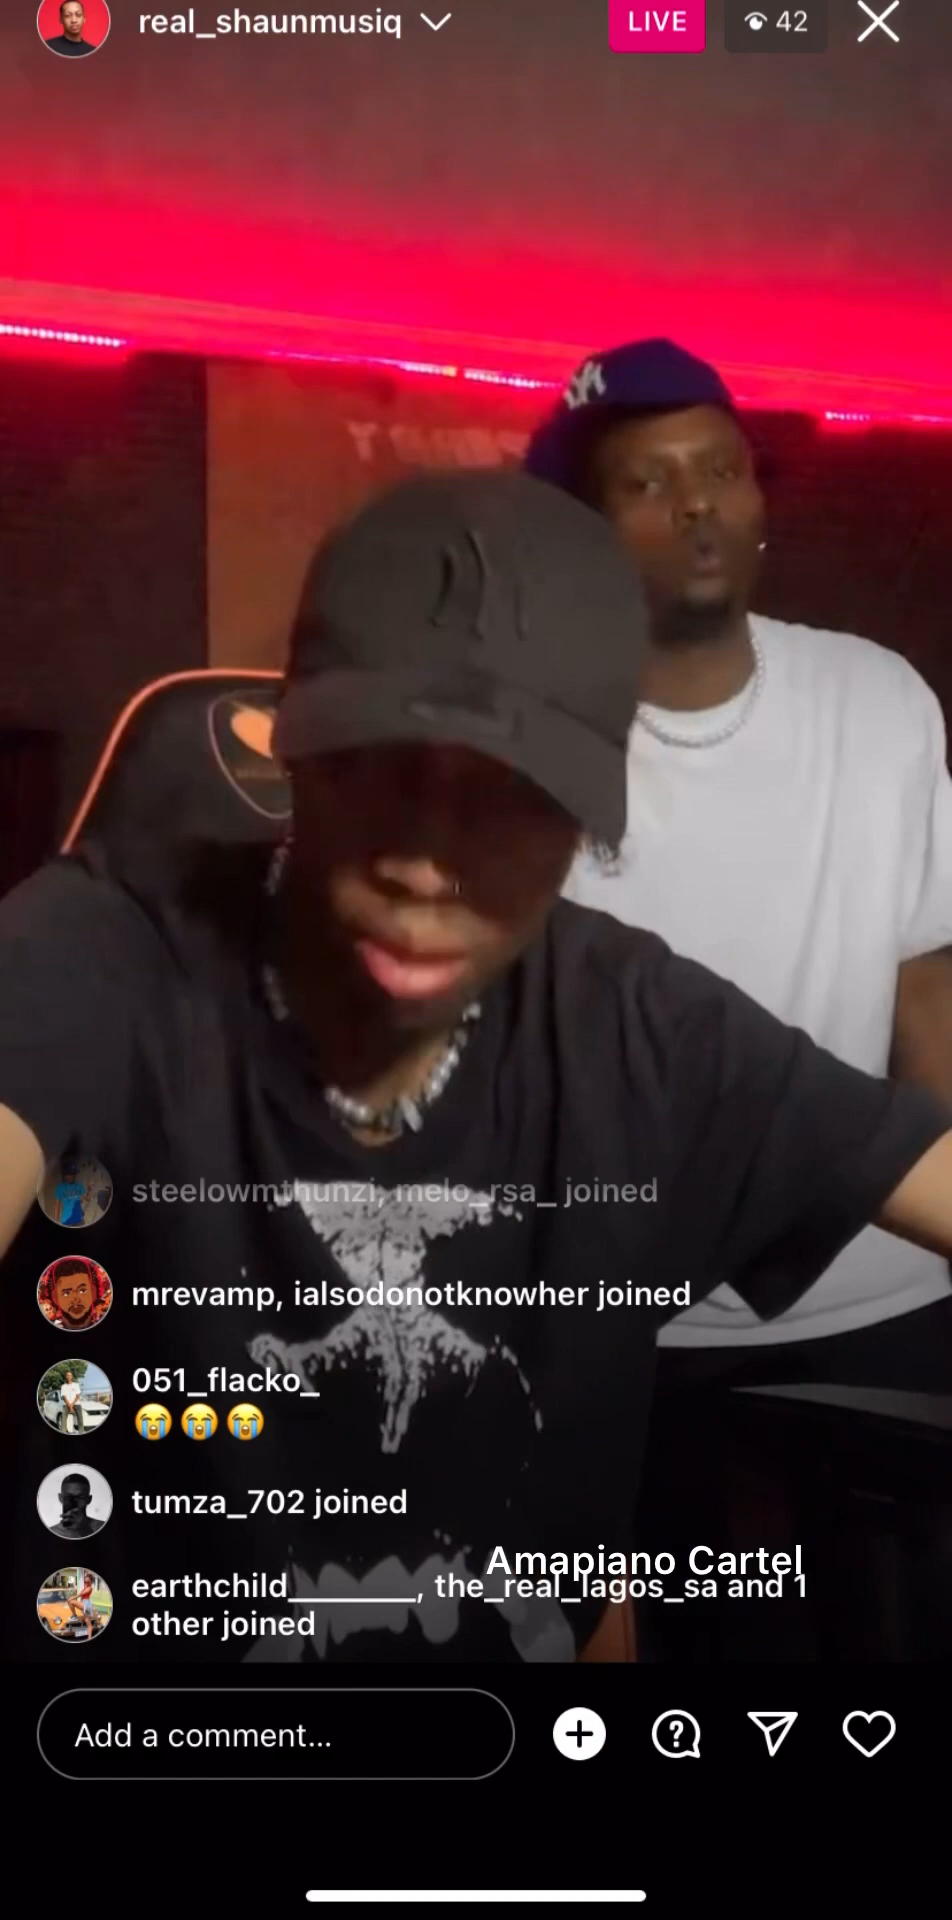 real_shaunmusiq
LIVE
42
steelowmthunzi, melo_rsa_ joined
mrevamp, ialsodonotknowher joined
051_flacko_
😭😭😭
tumza_702 joined
Amapiano Cartel
earthchild_______, the_real_lagos_sa and 1
other joined
Add a comment...